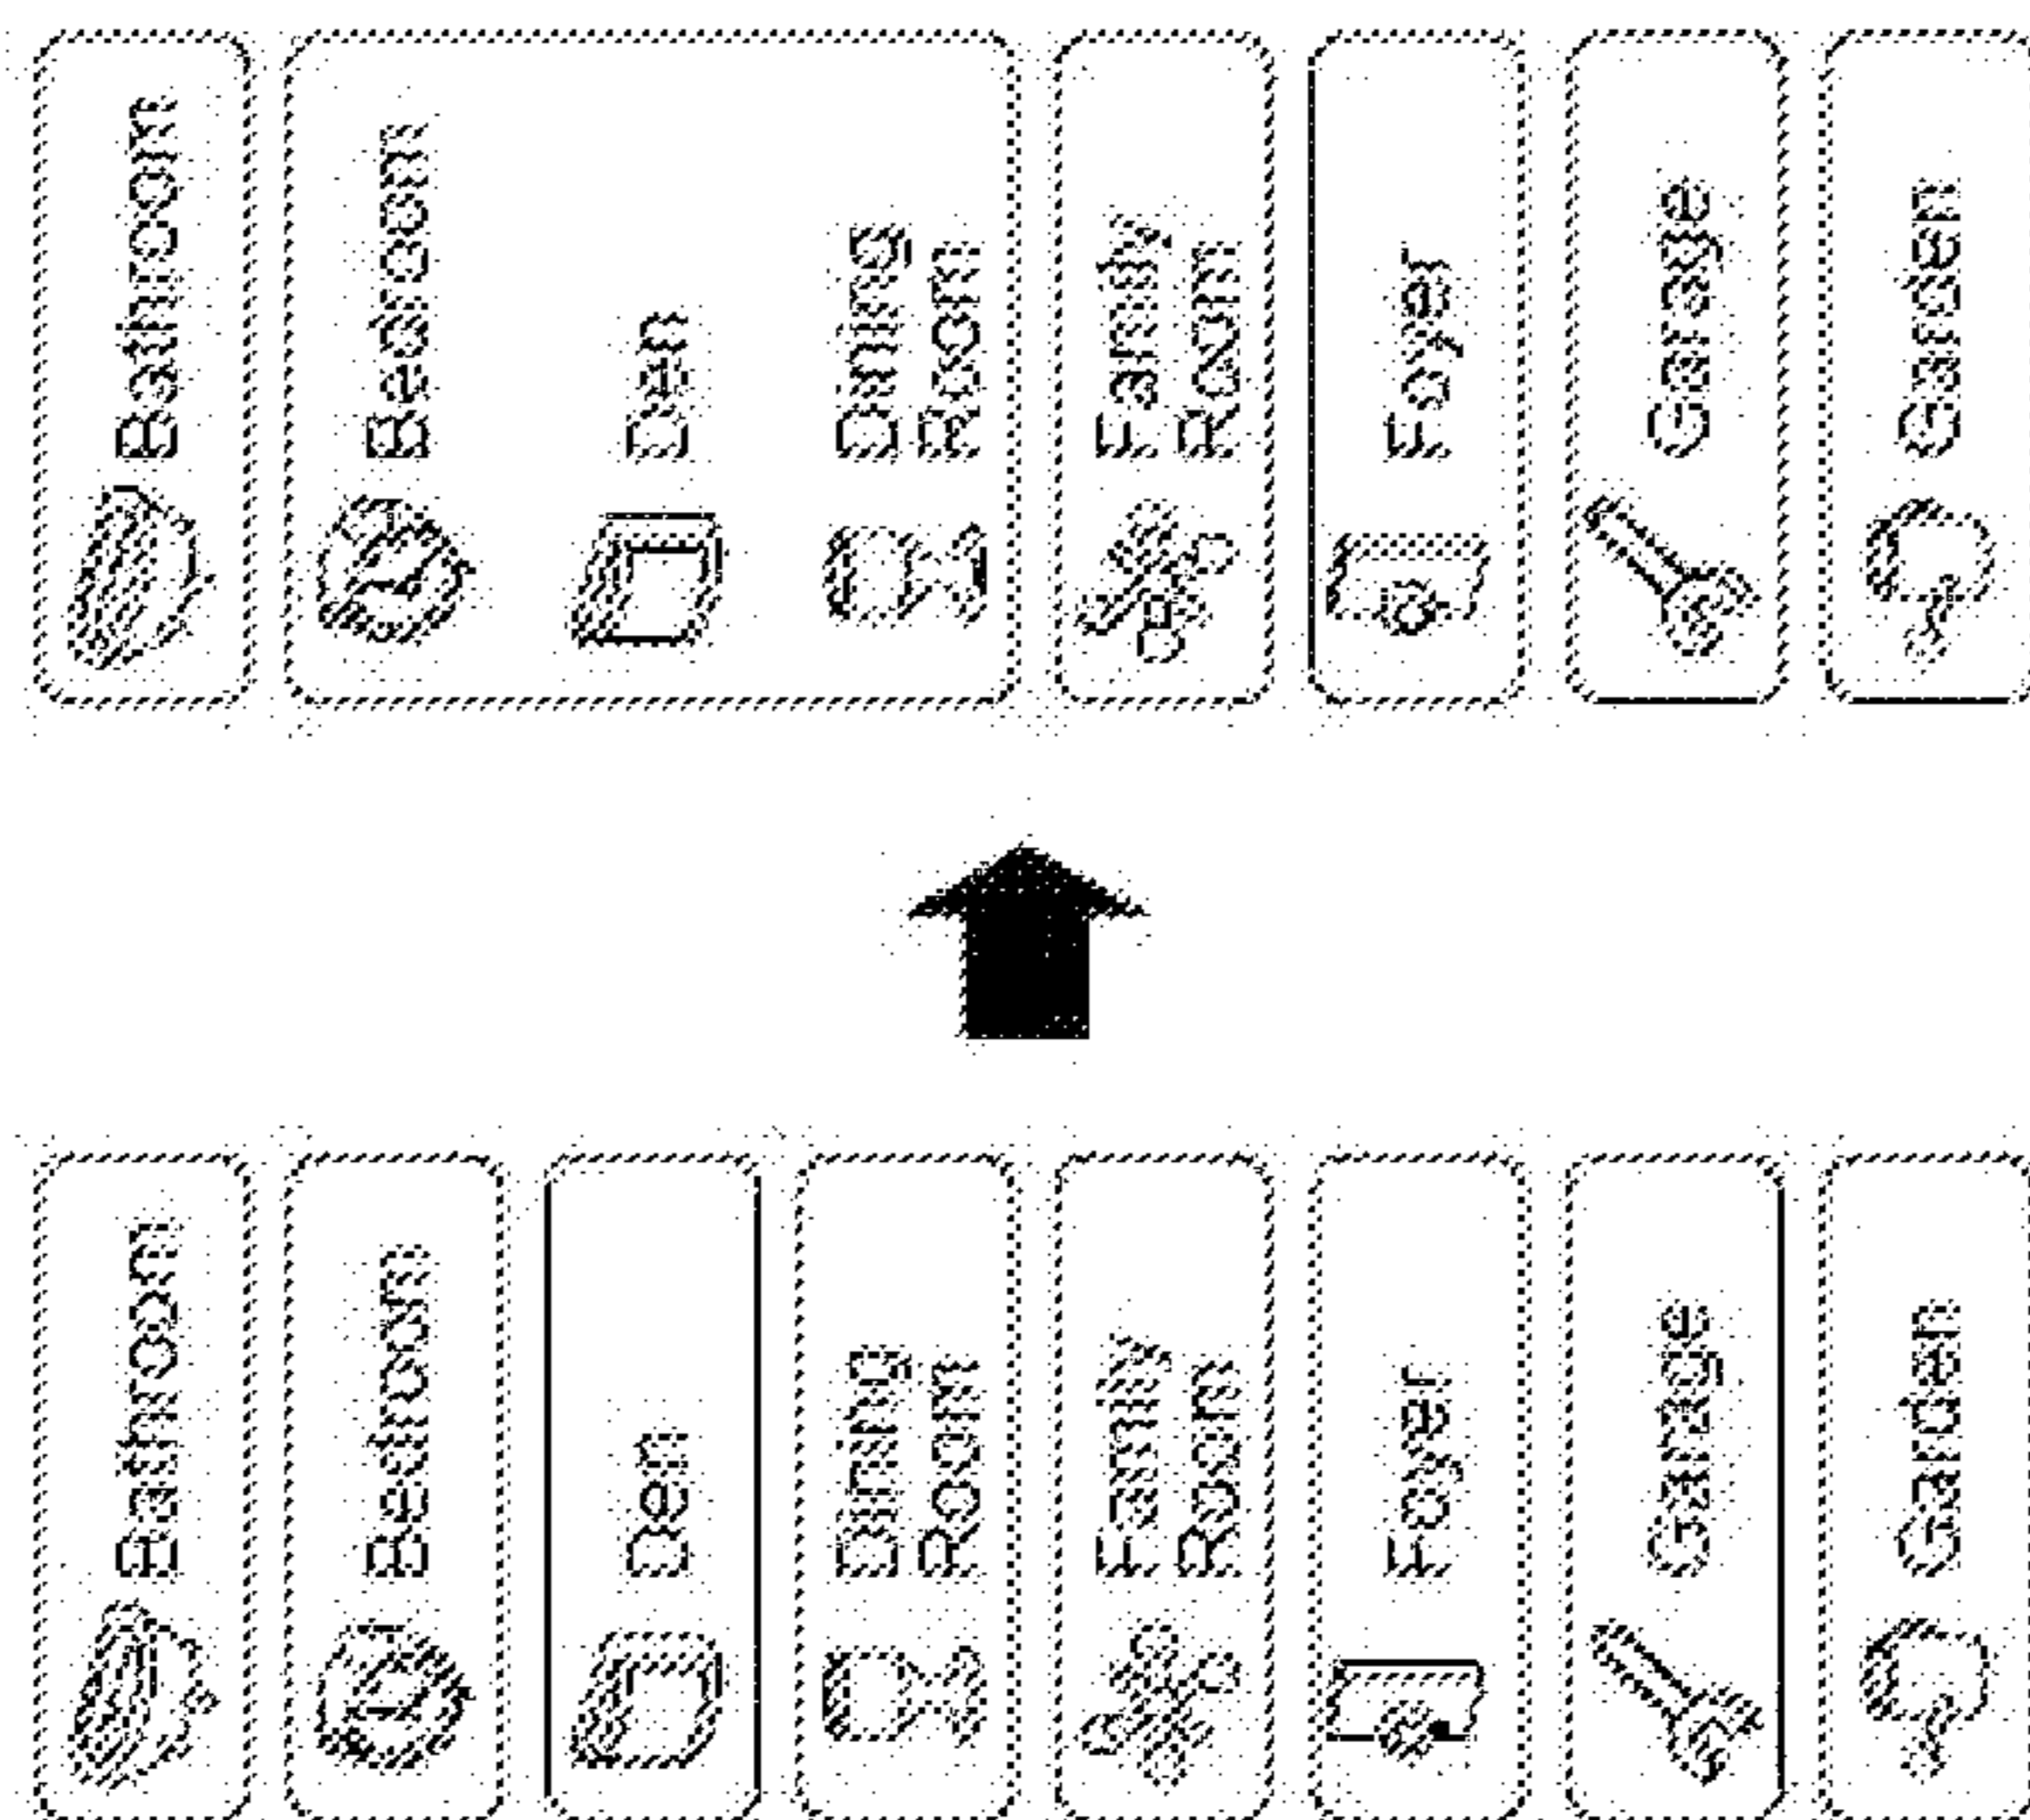 Bathroom
Bedroom
Den
Dining
Room
Family
Room
Foyer
Garage
Garden
Bathroom
Bedroom
Den
Dining
Room
Family
Room
Foyer
Garage
Garden